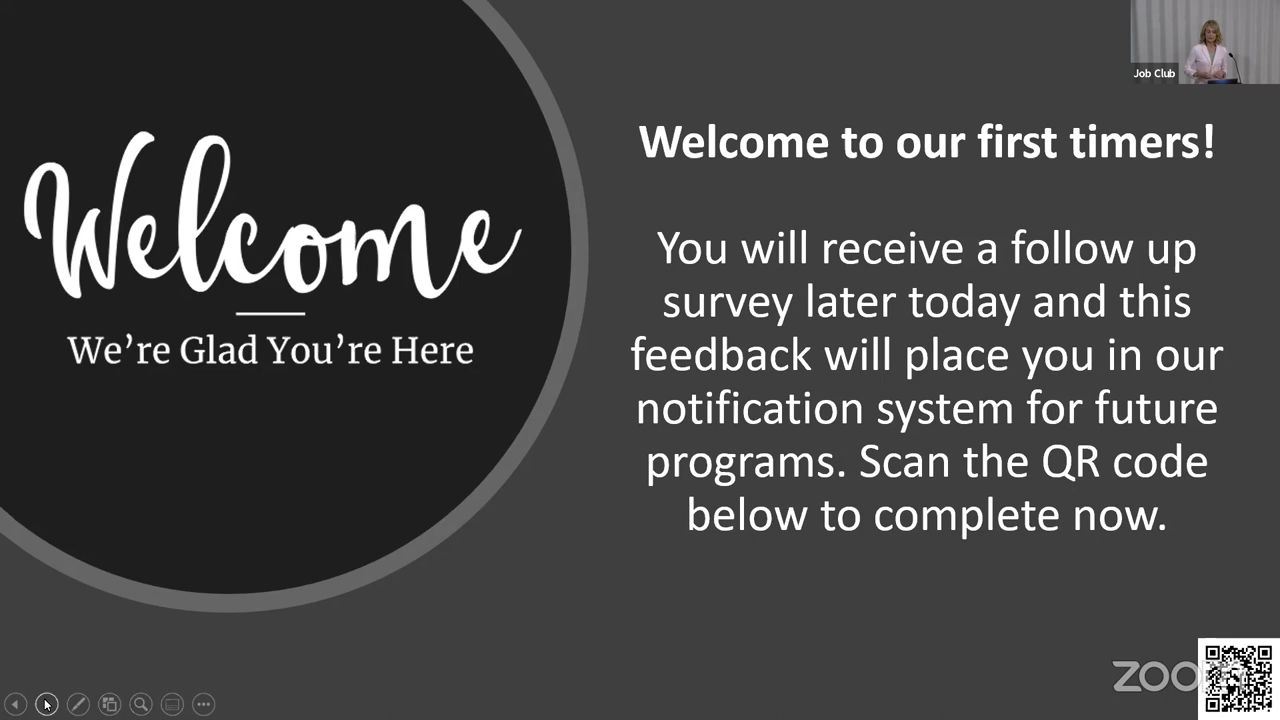 Job Club
Welcome
We're Glad You're Here
Welcome to our first timers!
You will receive a follow up
survey later today and this
feedback will place you in our
notification system for future
programs. Scan the QR code
below to complete now.
zoom